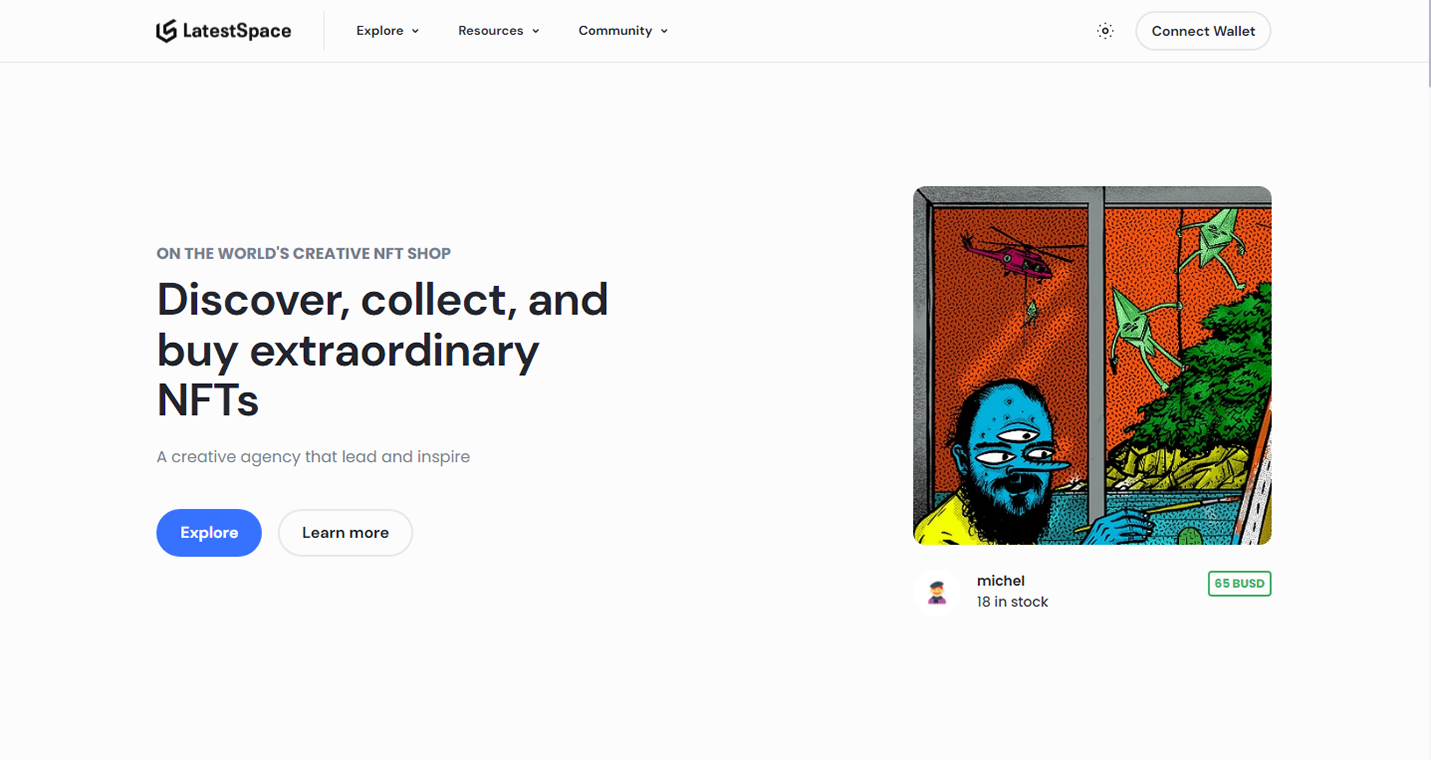 LatestSpace
Explore
Resources
Community
Connect Wallet
ON THE WORLD'S CREATIVE NFT SHOP
Discover, collect, and
buy extraordinary
NFTs
A creative agency that lead and inspire
Explore
Learn more
michel
18 in stock
65 BUSD